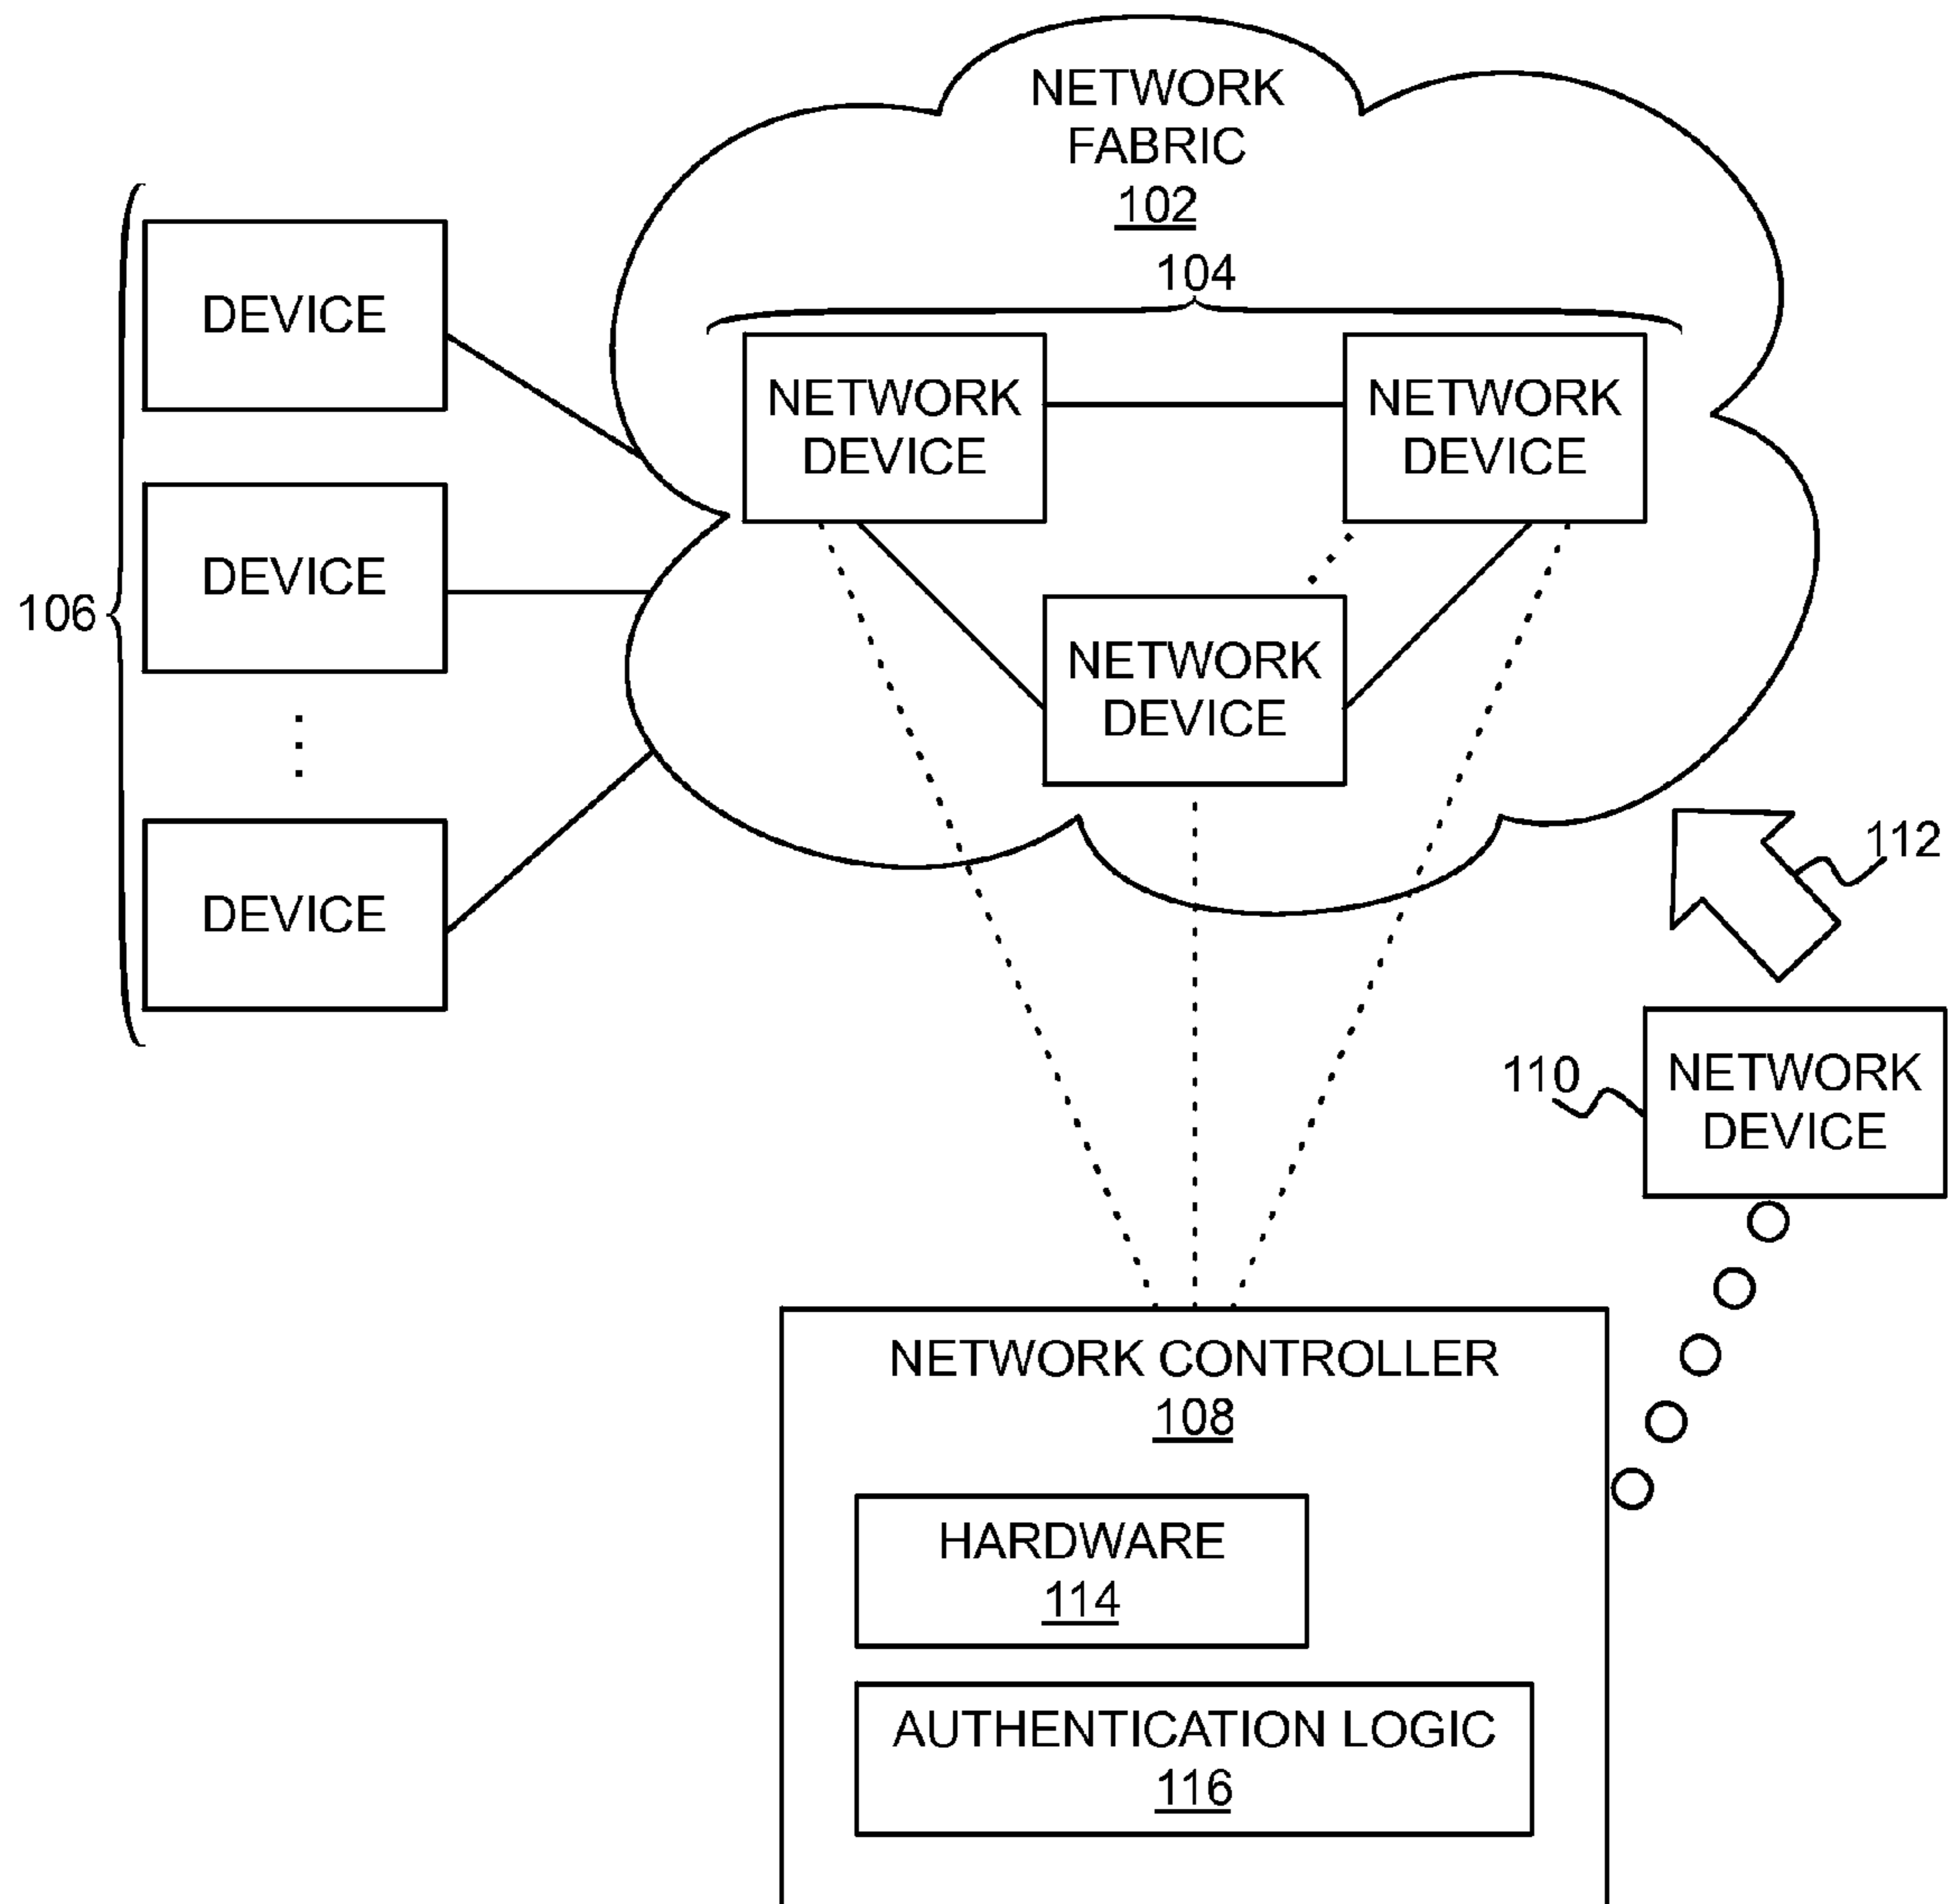 NETWORK
FABRIC
102
104
DEVICE
NETWORK
DEVICE
NETWORK
DEVICE
106
DEVICE
NETWORK
DEVICE
DEVICE
112
110
NETWORK
DEVICE
NETWORK CONTROLLER
108
HARDWARE
114
AUTHENTICATION LOGIC
116